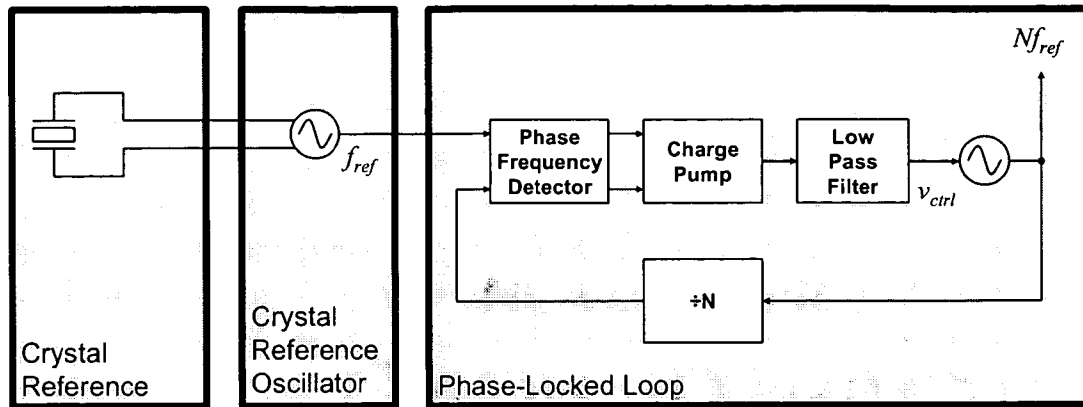 Nf_ref
f_ref
Phase
Frequency
Detector
Charge
Pump
Low
Pass
Filter
v_ctrl
÷N
Crystal
Reference
Crystal
Reference
Oscillator
Phase-Locked Loop